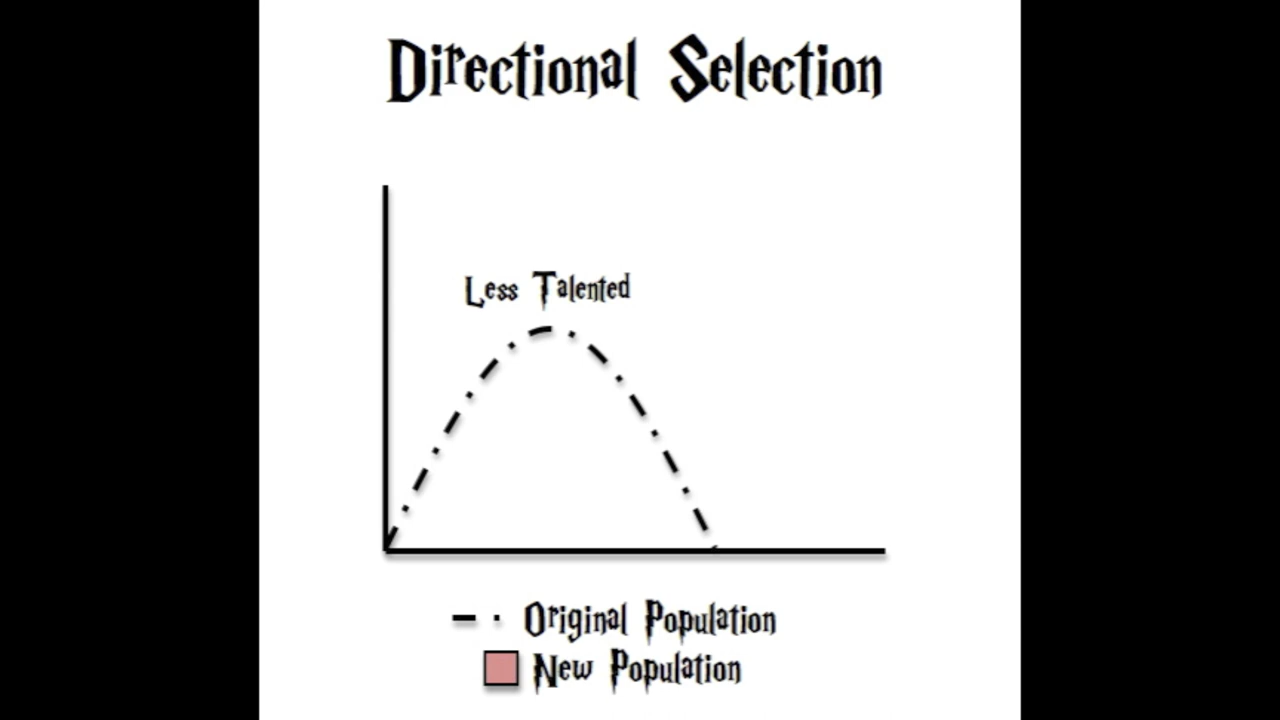 Directional Selection
Less Talented
Original Population
New Population